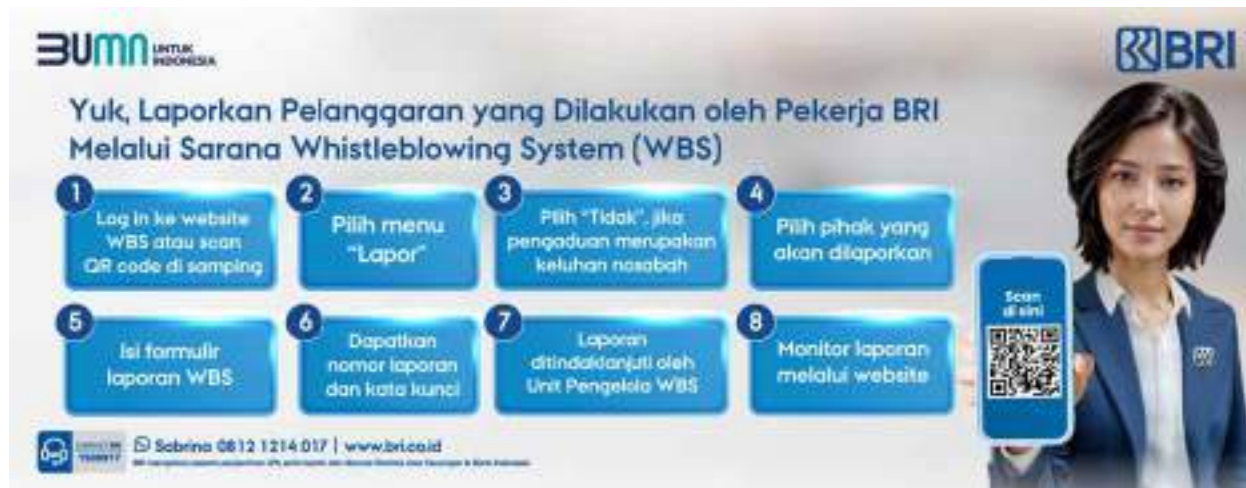 BUMN UNTUK
INDONESIA
BRI
Yuk, Laporkan Pelanggaran yang Dilakukan oleh Pekerja BRI
Melalui Sarana Whistleblowing System (WBS)
1
Log in ke website
WBS atau scan
QR code di samping
2
Pilih menu
"Lapor"
3
Pilih "Tidak", jika
pengaduan merupakan
keluhan nasabah
4
Pilih pihak yang
akan dilaporkan
5
Isi formulir
laporan WBS
6
Dapatkan
nomor laporan
dan kata kunci
7
Laporan
ditindaklanjuti oleh
Unit Pengelola WBS
8
Monitor laporan
melalui website
Scan
di sini
Sabrina 0812 1214 017 | www.bri.co.id